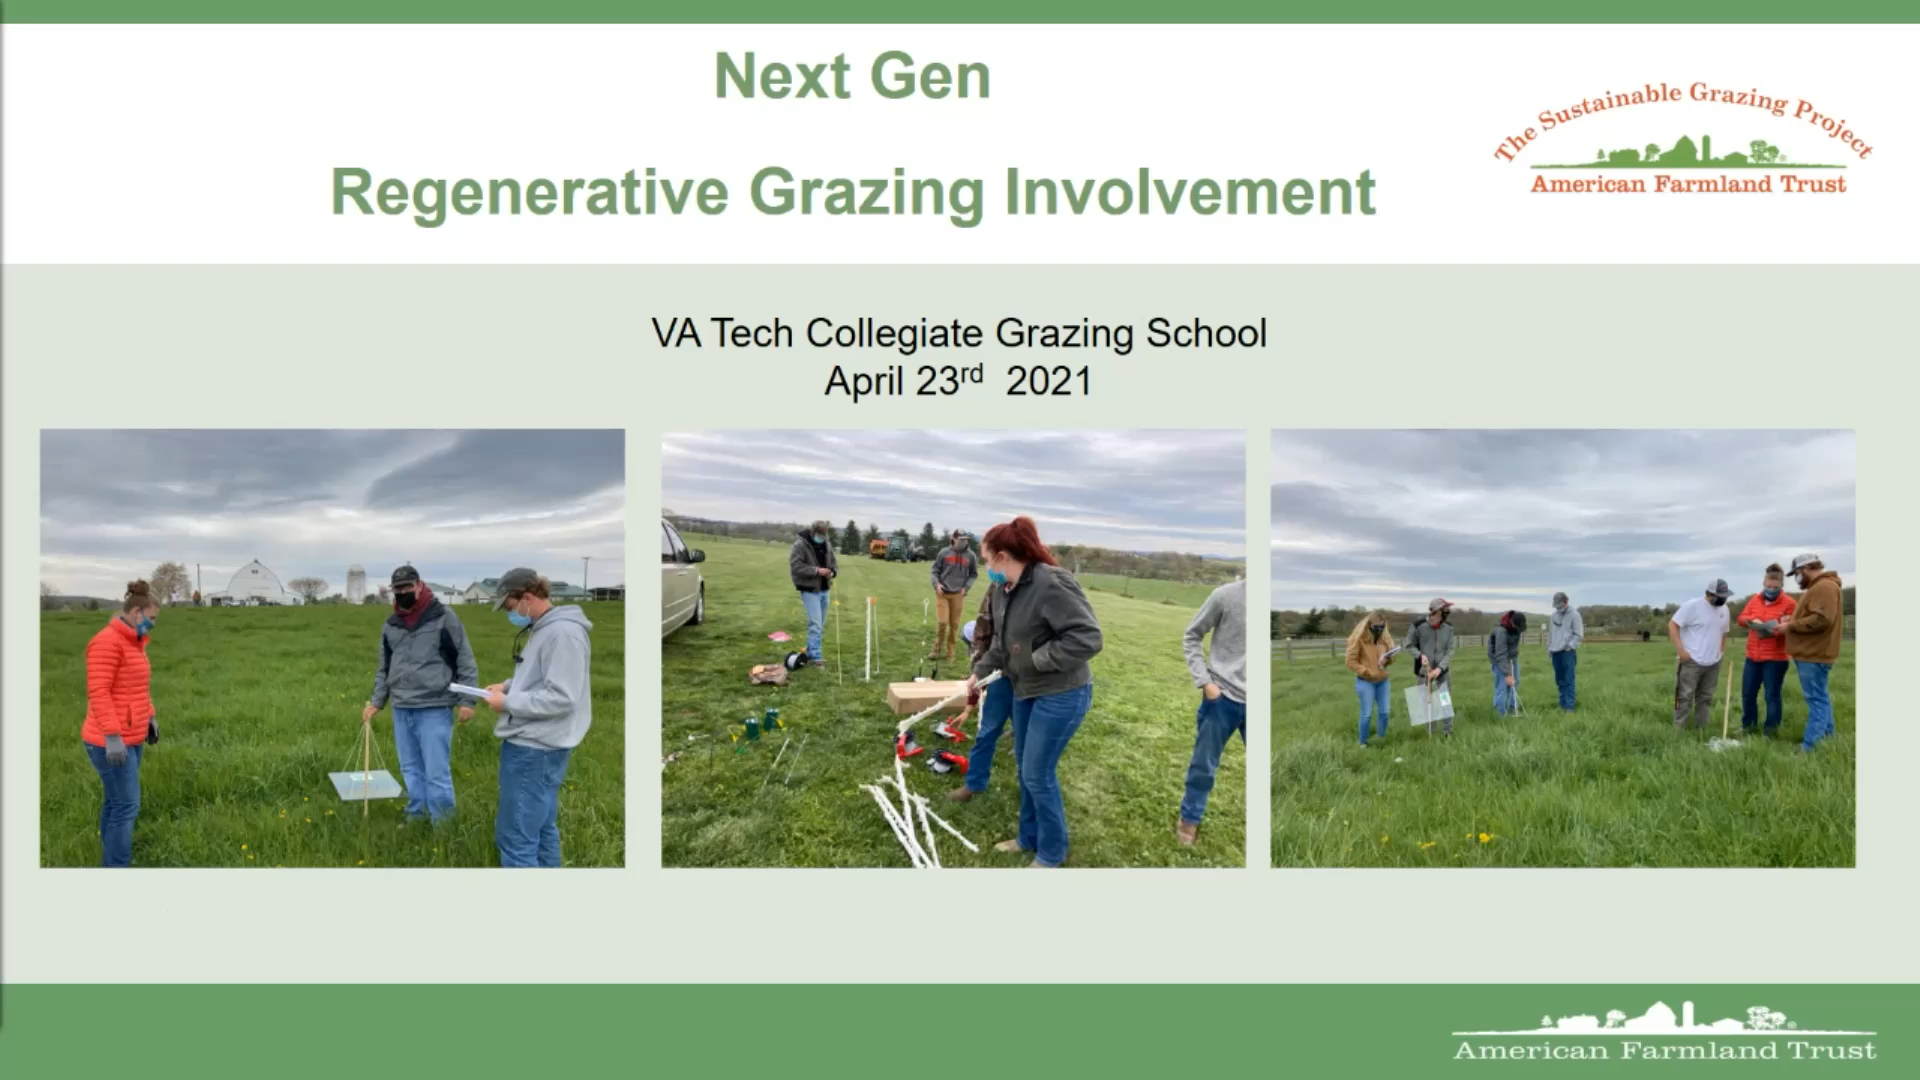 Next Gen
Regenerative Grazing Involvement
The Sustainable Grazing Project
American Farmland Trust
VA Tech Collegiate Grazing School
April 23rd 2021
American Farmland Trust